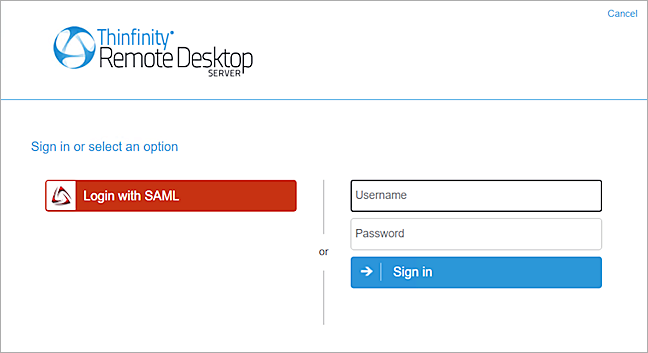 Cancel
Thinfinity®
Remote Desktop
SERVER
Sign in or select an option
Login with SAML
or
Username
Password
Sign in